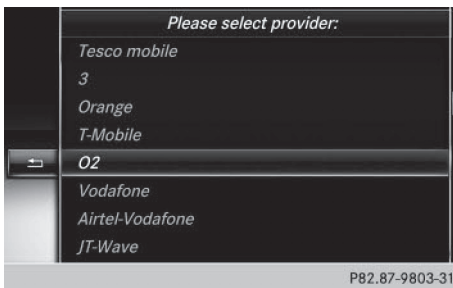 Please select provider:
Tesco mobile
3
Orange
T-Mobile
O2
Vodafone
Airtel-Vodafone
JT-Wave
P82.87-9803-31